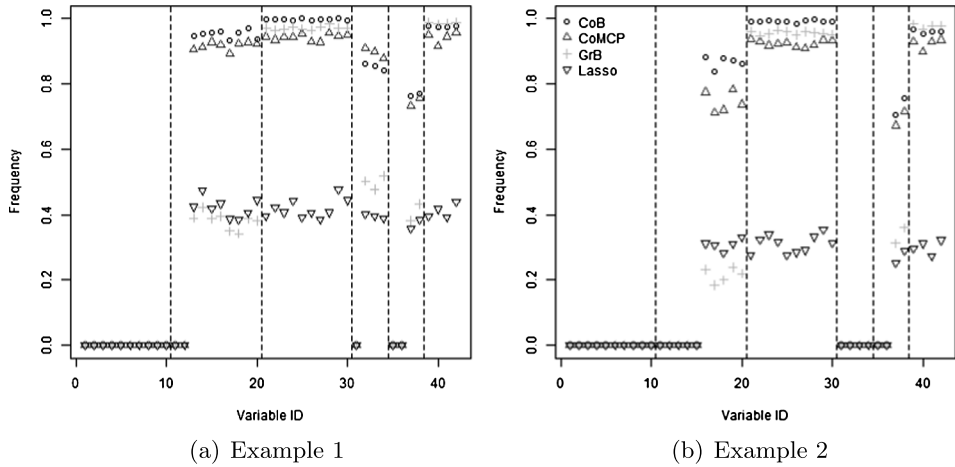 CoB
CoMCP
GrB
Lasso
Frequency
0.0 0.2 0.4 0.6 0.8 1.0
0 10 20 30 40
Variable ID
(a) Example 1
Frequency
0.0 0.2 0.4 0.6 0.8 1.0
0 10 20 30 40
Variable ID
(b) Example 2